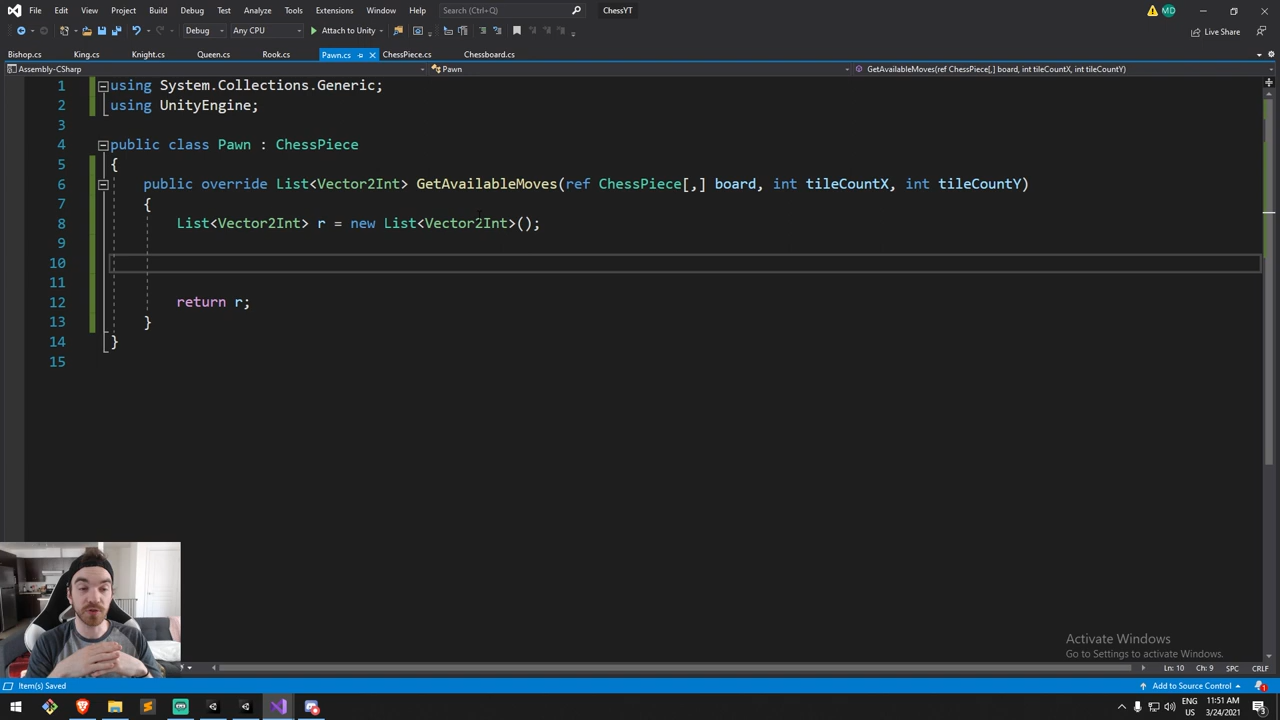 File Edit View Project Build Debug Test Analyze Tools Extensions Window Help Search (Ctrl+Q) ChessYT MD
Debug Any CPU Attach to Unity Live Share
Bishop.cs King.cs Knight.cs Queen.cs Rook.cs Pawn.cs ChessPiece.cs Chessboard.cs
Assembly-CSharp Pawn GetAvailableMoves(ref ChessPiece[,] board, int tileCountX, int tileCountY)
1 using System.Collections.Generic;
2 using UnityEngine;
3
4 public class Pawn : ChessPiece
5 {
6 public override List<Vector2Int> GetAvailableMoves(ref ChessPiece[,] board, int tileCountX, int tileCountY)
7 {
8 List<Vector2Int> r = new List<Vector2Int>();
9
10
11
12 return r;
13 }
14 }
15
Activate Windows
Go to Settings to activate Windows.
Ln: 10 Ch: 9 SPC CRLF
Item(s) Saved Add to Source Control 1
11:51 AM
US 3/24/2021 3